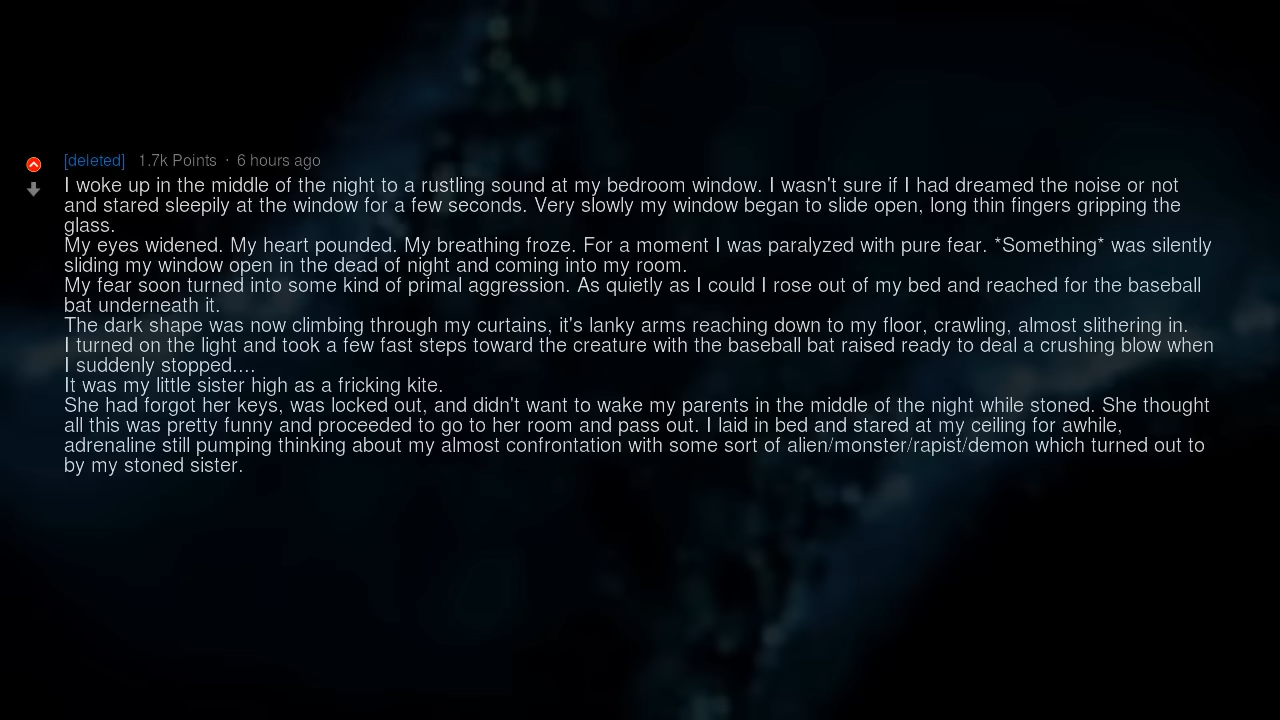 [deleted] 1.7k Points · 6 hours ago
I woke up in the middle of the night to a rustling sound at my bedroom window. I wasn't sure if I had dreamed the noise or not
and stared sleepily at the window for a few seconds. Very slowly my window began to slide open, long thin fingers gripping the
glass.
My eyes widened. My heart pounded. My breathing froze. For a moment I was paralyzed with pure fear. *Something* was silently
sliding my window open in the dead of night and coming into my room.
My fear soon turned into some kind of primal aggression. As quietly as I could I rose out of my bed and reached for the baseball
bat underneath it.
The dark shape was now climbing through my curtains, it's lanky arms reaching down to my floor, crawling, almost slithering in.
I turned on the light and took a few fast steps toward the creature with the baseball bat raised ready to deal a crushing blow when
I suddenly stopped....
It was my little sister high as a fricking kite.
She had forgot her keys, was locked out, and didn't want to wake my parents in the middle of the night while stoned. She thought
all this was pretty funny and proceeded to go to her room and pass out. I laid in bed and stared at my ceiling for awhile,
adrenaline still pumping thinking about my almost confrontation with some sort of alien/monster/rapist/demon which turned out to
by my stoned sister.